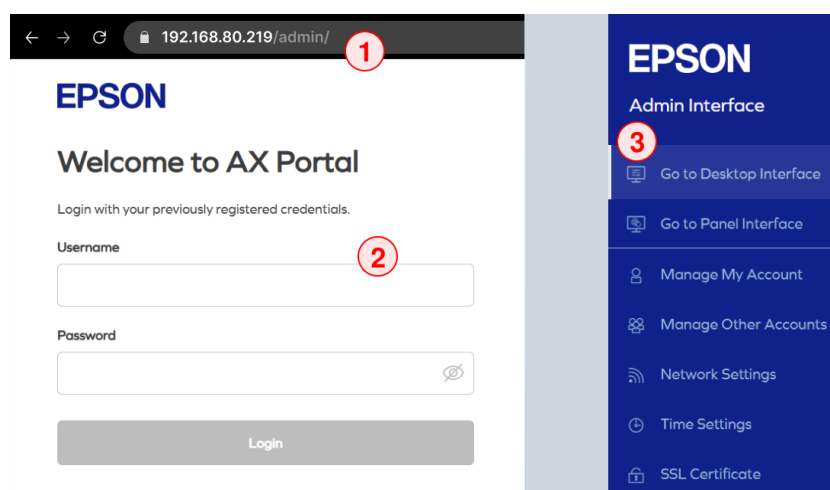 192.168.80.219/admin/
1
EPSON
Welcome to AX Portal
Login with your previously registered credentials.
Username
2
Password
Login
EPSON
Admin Interface
3
Go to Desktop Interface
Go to Panel Interface
Manage My Account
Manage Other Accounts
Network Settings
Time Settings
SSL Certificate